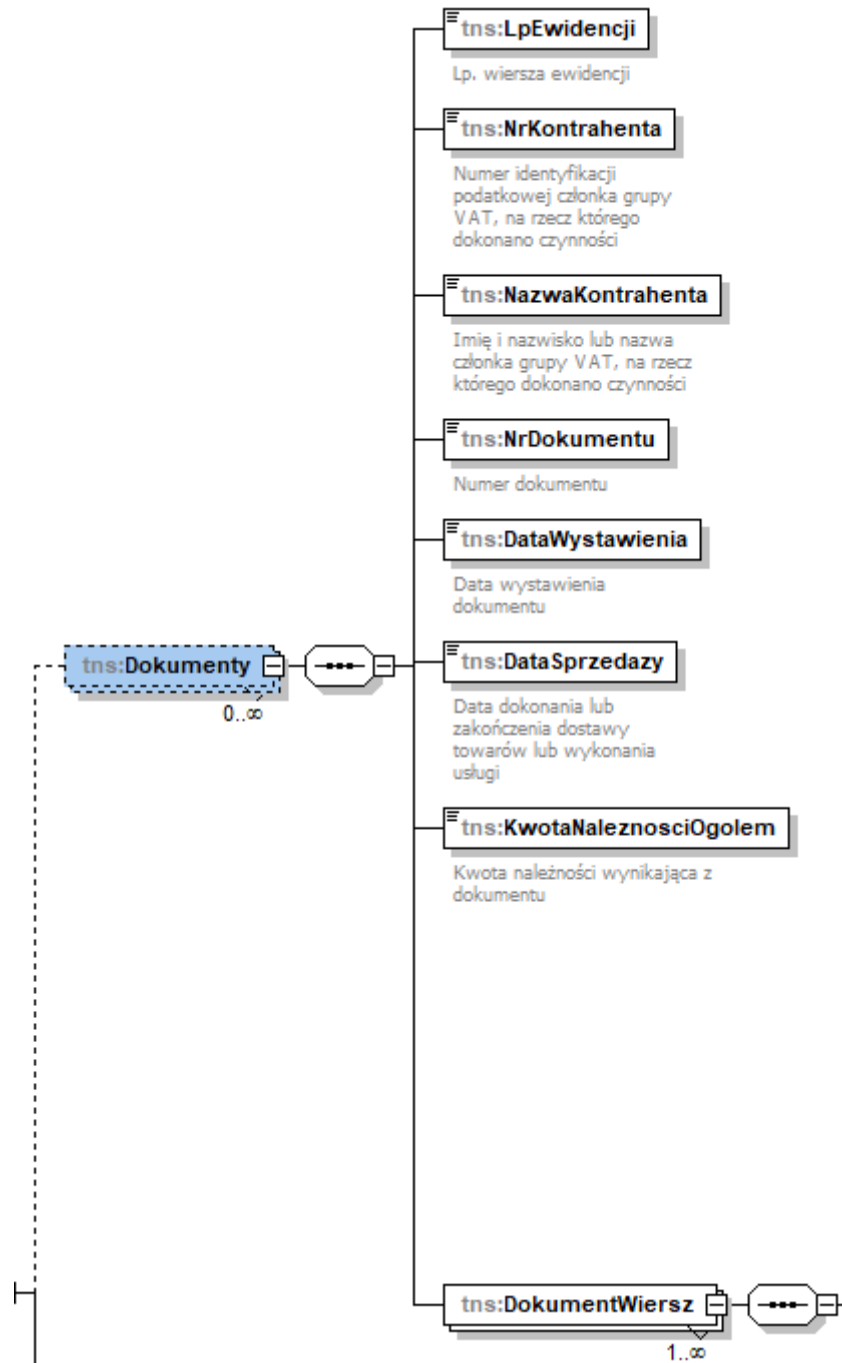 tns:LpEwidencji
Lp. wiersza ewidencji
tns:NrKontrahenta
Numer identyfikacji
podatkowej członka grupy
VAT, na rzecz którego
dokonano czynności
tns:NazwaKontrahenta
Imię i nazwisko lub nazwa
członka grupy VAT, na rzecz
którego dokonano czynności
tns:NrDokumentu
Numer dokumentu
tns:DataWystawienia
Data wystawienia
dokumentu
tns:Dokumenty
0..∞
tns:DataSprzedazy
Data dokonania lub
zakończenia dostawy
towarów lub wykonania
usługi
tns:KwotaNaleznosciOgolem
Kwota należności wynikająca z
dokumentu
tns:DokumentWiersz
1..∞